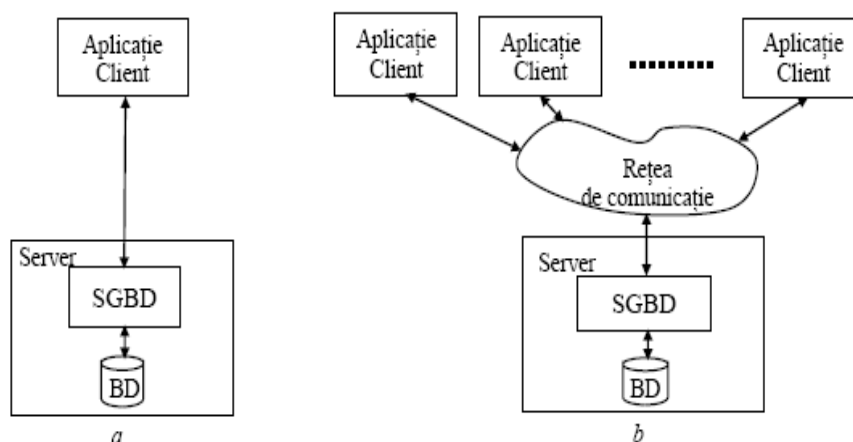 Aplicație
Client
Server
SGBD
BD
a
Aplicație
Client
Aplicație
Client
Aplicație
Client
Rețea
de comunicație
Server
SGBD
BD
b